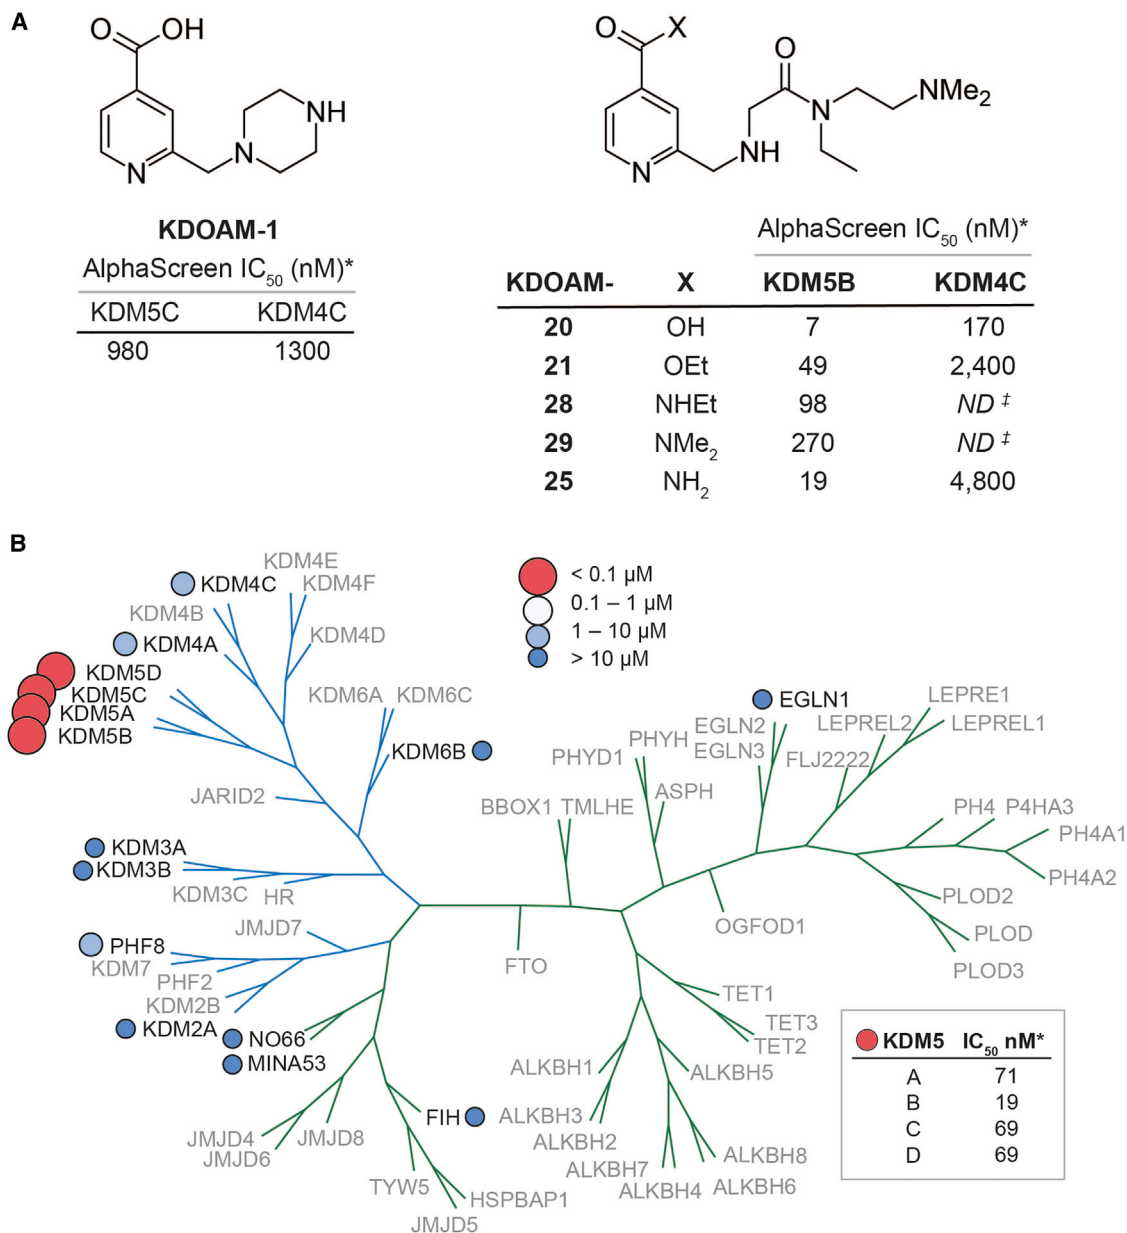 A
O
OH
N
N
NH
KDOAM-1
AlphaScreen IC50 (nM)*
KDM5C KDM4C
980 1300
O
X
O
N
NH
N
NMe2
AlphaScreen IC50 (nM)*
KDOAM- X KDM5B KDM4C
20 OH 7 170
21 OEt 49 2,400
28 NHEt 98 ND ‡
29 NMe2 270 ND ‡
25 NH2 19 4,800
B
KDM4E
KDM4C
KDM4F
KDM4B
KDM4A
KDM4D
KDM5D
KDM5C
KDM5A
KDM5B
KDM6A
KDM6C
KDM6B
JARID2
KDM3A
KDM3B
KDM3C
HR
JMJD7
PHF8
KDM7
PHF2
KDM2B
KDM2A
NO66
MINA53
FIH
JMJD4
JMJD6
JMJD8
TYW5
HSPBAP1
JMJD5
< 0.1 µM
0.1 – 1 µM
1 – 10 µM
> 10 µM
EGLN1
EGLN2
EGLN3
LEPRE1
LEPREL2
LEPREL1
FLJ2222
PHYH
PHYD1
ASPH
BBOX1
TMLHE
PH4
P4HA3
PH4A1
PH4A2
PLOD2
PLOD
PLOD3
OGFOD1
FTO
TET1
TET3
TET2
ALKBH1
ALKBH5
ALKBH3
ALKBH2
ALKBH7
ALKBH4
ALKBH8
ALKBH6
KDM5 IC50 nM*
A 71
B 19
C 69
D 69